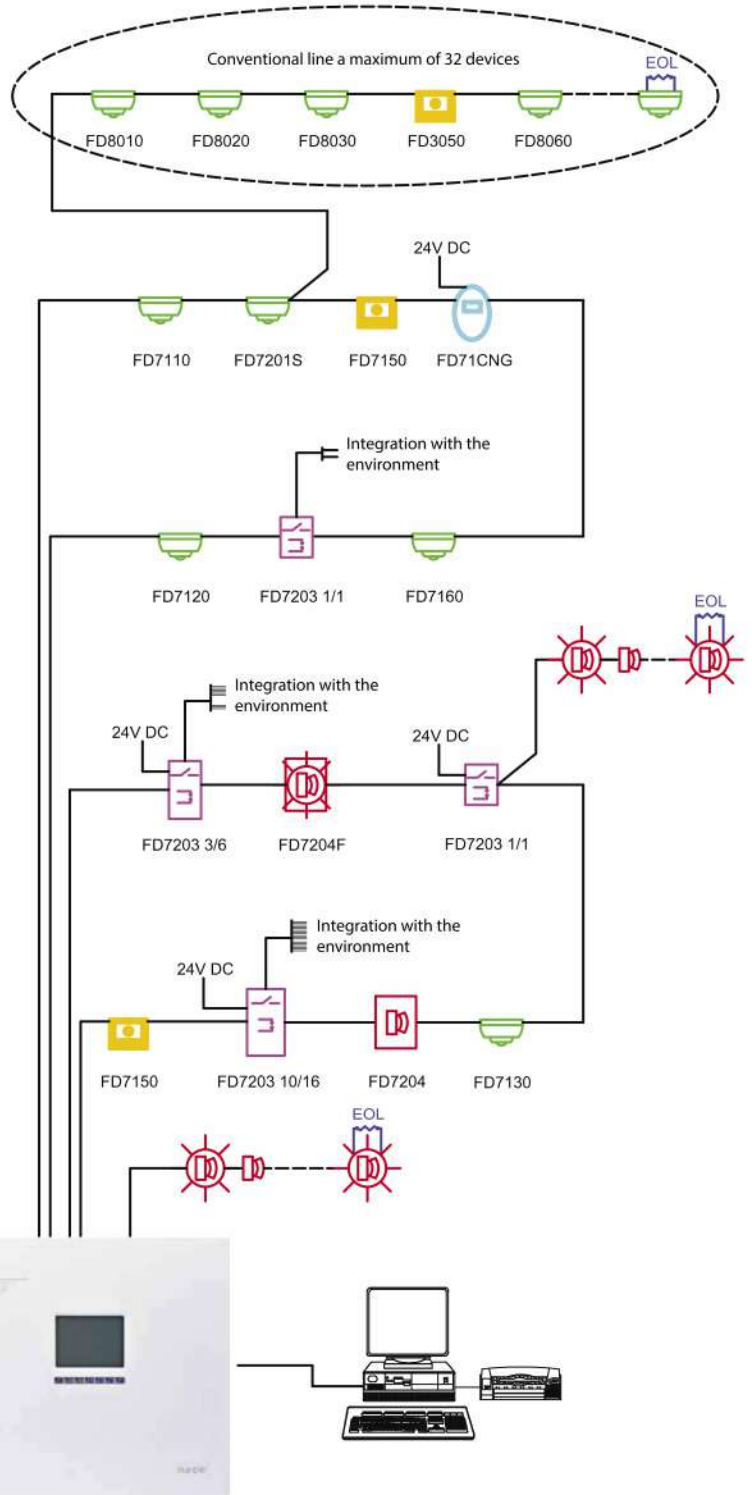 Conventional line a maximum of 32 devices
EOL
FD8010
FD8020
FD8030
FD3050
FD8060
24V DC
FD7110
FD7201S
FD7150
FD71CNG
Integration with the
environment
FD7120
FD7203 1/1
FD7160
EOL
Integration with the
environment
24V DC
24V DC
FD7203 3/6
FD7204F
FD7203 1/1
Integration with the
environment
24V DC
FD7150
FD7203 10/16
FD7204
FD7130
EOL